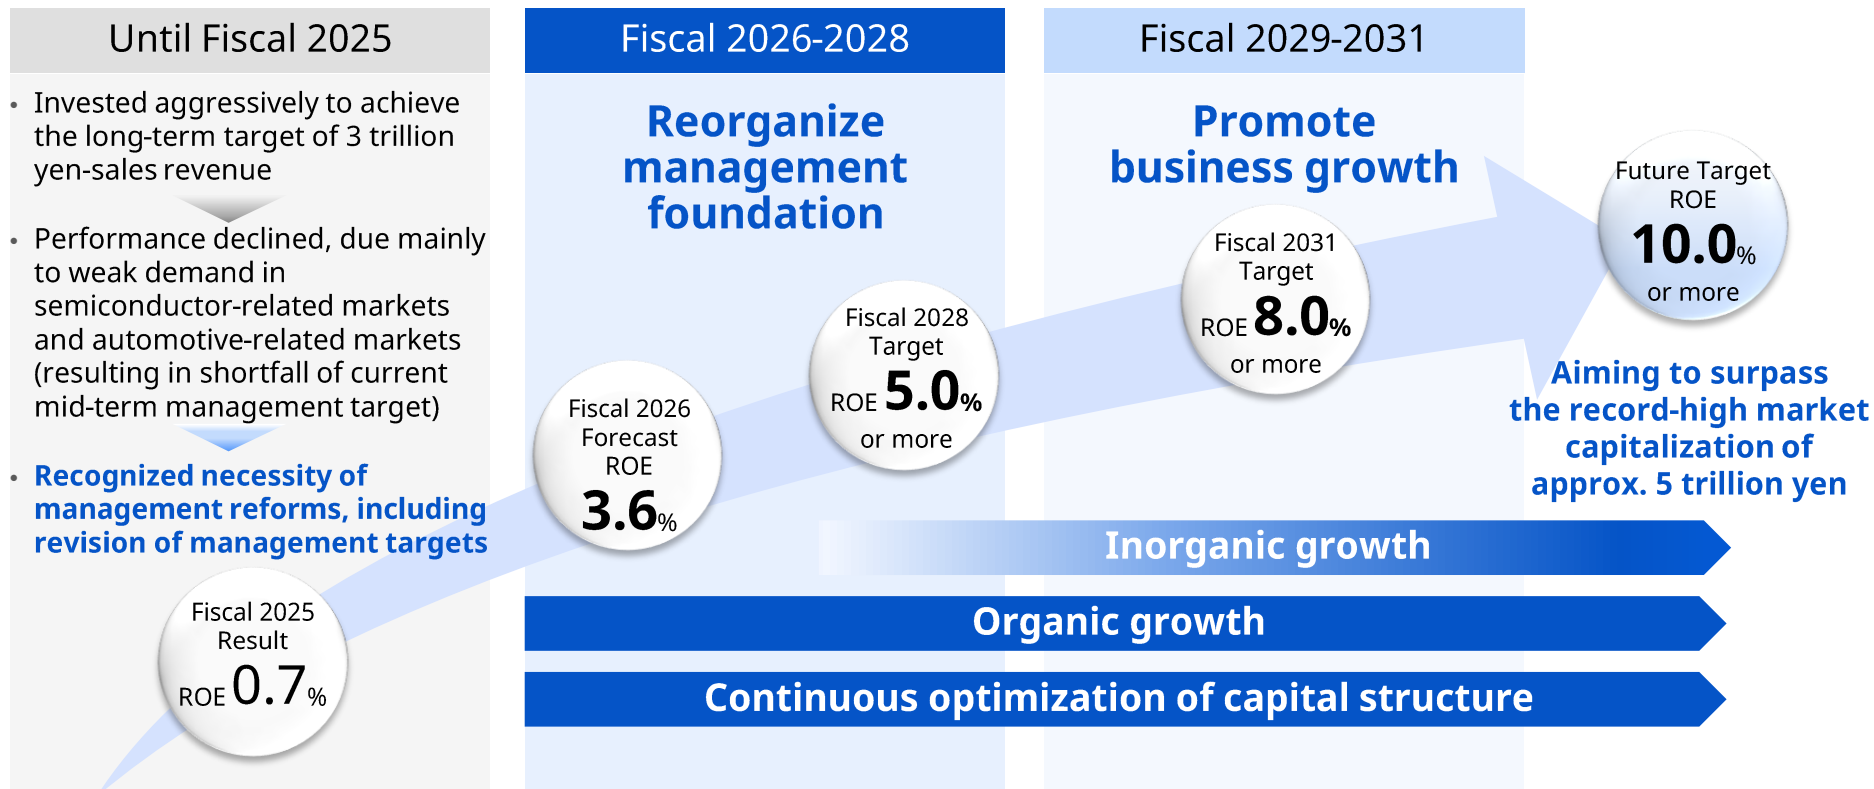 Until Fiscal 2025
• Invested aggressively to achieve
the long-term target of 3 trillion
yen-sales revenue
• Performance declined, due mainly
to weak demand in
semiconductor-related markets
and automotive-related markets
(resulting in shortfall of current
mid-term management target)
• Recognized necessity of
management reforms, including
revision of management targets
Fiscal 2025
Result
ROE 0.7%
Fiscal 2026-2028
Reorganize
management
foundation
Fiscal 2026
Forecast
ROE
3.6%
Fiscal 2028
Target
ROE 5.0%
or more
Fiscal 2029-2031
Promote
business growth
Fiscal 2031
Target
ROE 8.0%
or more
Future Target
ROE
10.0%
or more
Aiming to surpass
the record-high market
capitalization of
approx. 5 trillion yen
Inorganic growth
Organic growth
Continuous optimization of capital structure